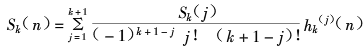 S_k(n) = \sum_{j=1}^{k+1} \frac{S_k(j)}{(-1)^{k+1-j} j! (k+1-j)!} h_k^{(j)}(n)